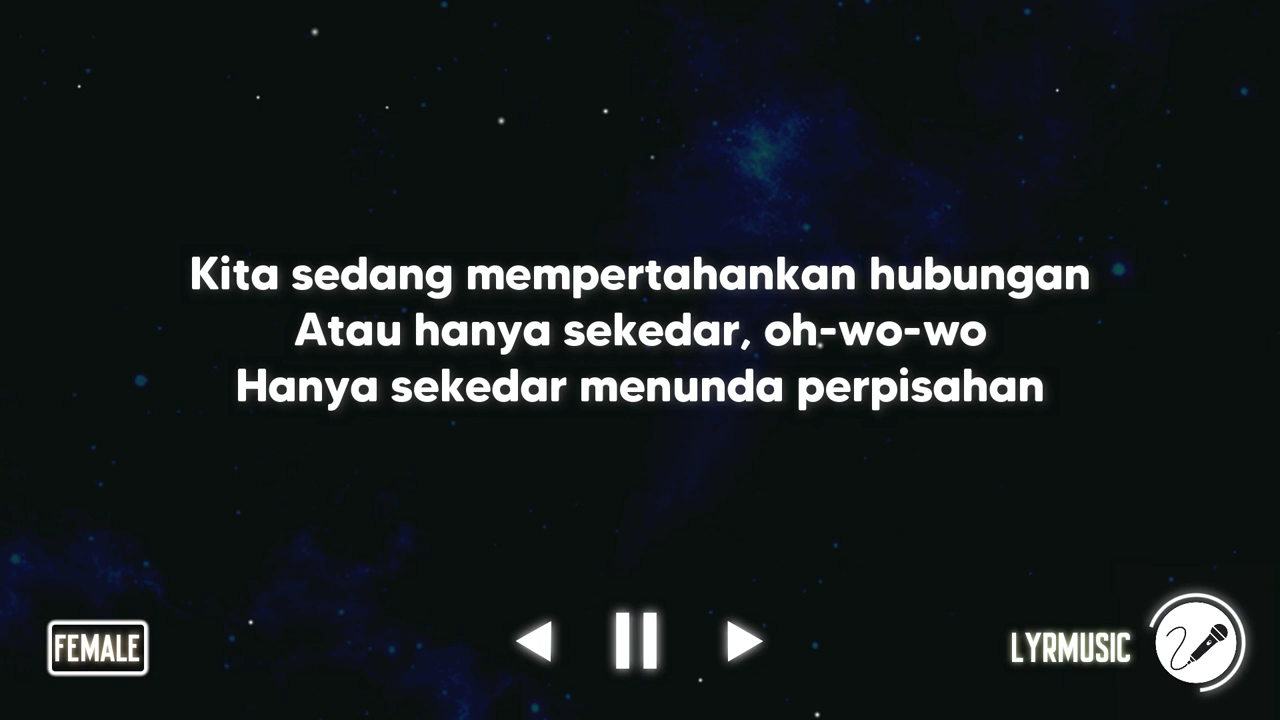 Kita sedang mempertahankan hubungan
Atau hanya sekedar, oh-wo-wo
Hanya sekedar menunda perpisahan
FEMALE
LYRMUSIC